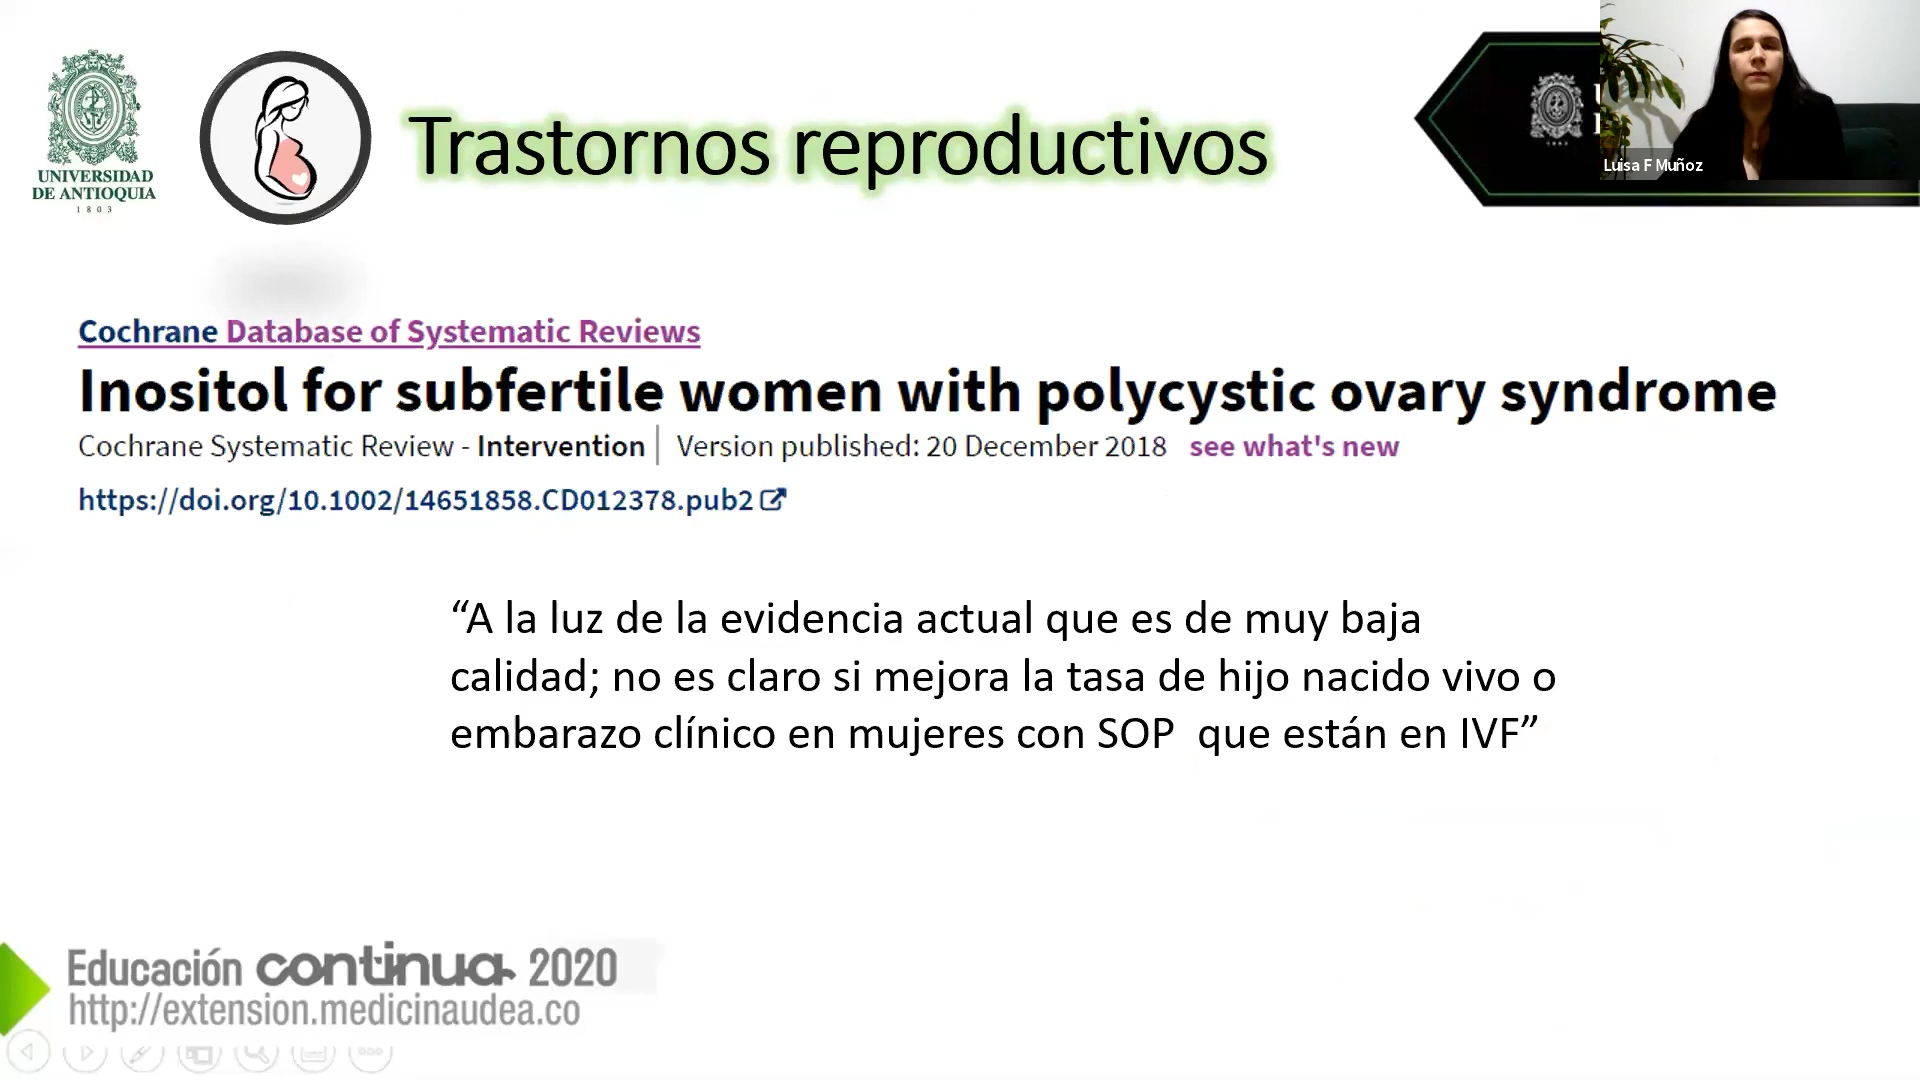 UNIVERSIDAD
DE ANTIOQUIA
1803
Trastornos reproductivos
Luisa F Muñoz
Cochrane Database of Systematic Reviews
Inositol for subfertile women with polycystic ovary syndrome
Cochrane Systematic Review - Intervention | Version published: 20 December 2018 see what's new
https://doi.org/10.1002/14651858.CD012378.pub2
“A la luz de la evidencia actual que es de muy baja
calidad; no es claro si mejora la tasa de hijo nacido vivo o
embarazo clínico en mujeres con SOP que están en IVF”
Educación continua 2020
http://extension.medicinaudea.co